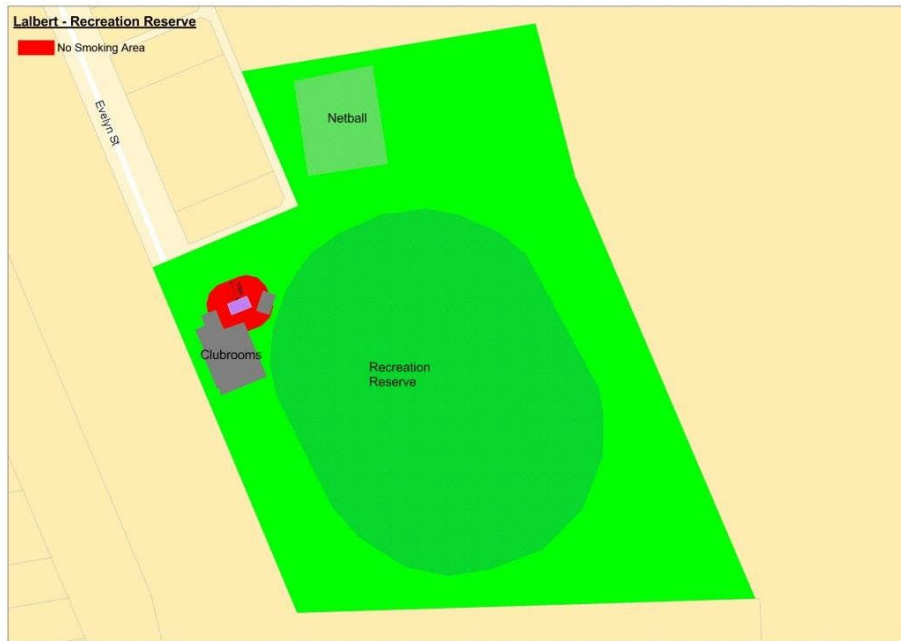 Lalbert - Recreation Reserve
No Smoking Area
Evelyn St
Netball
Clubrooms
Recreation
Reserve